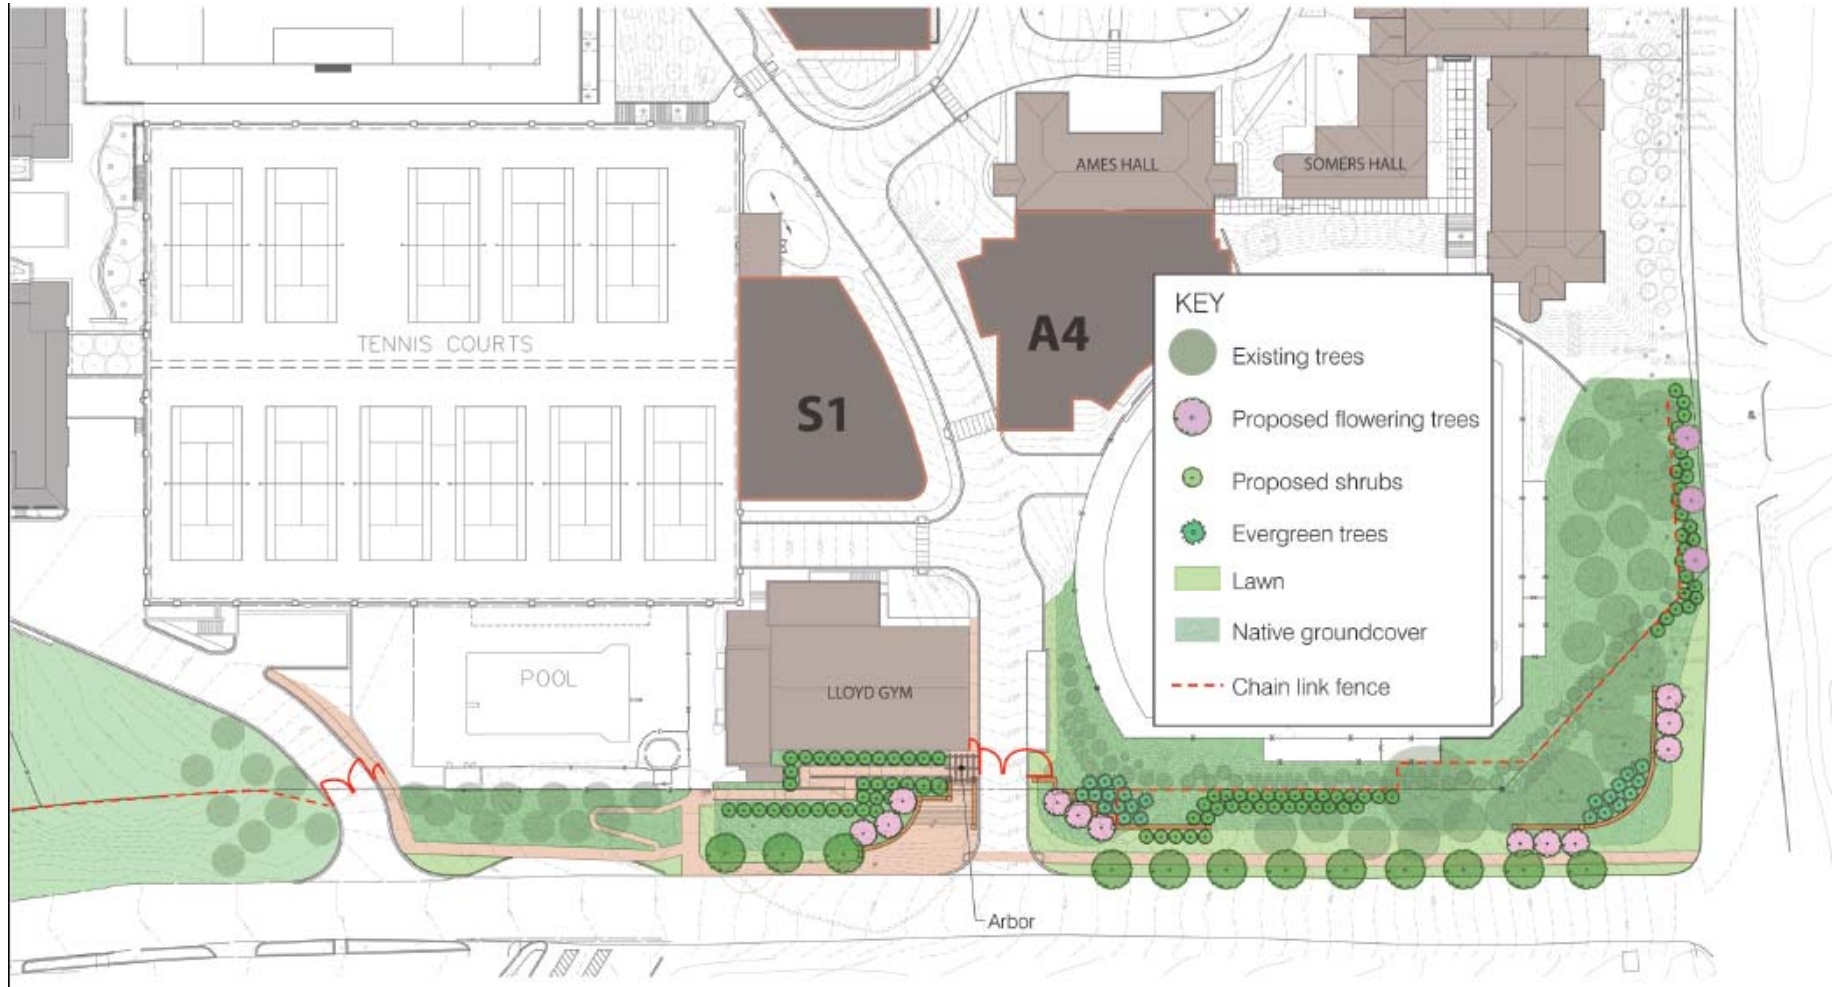 AMES HALL
SOMERS HALL
TENNIS COURTS
S1
A4
KEY
Existing trees
Proposed flowering trees
Proposed shrubs
Evergreen trees
Lawn
Native groundcover
Chain link fence
POOL
LLOYD GYM
Arbor